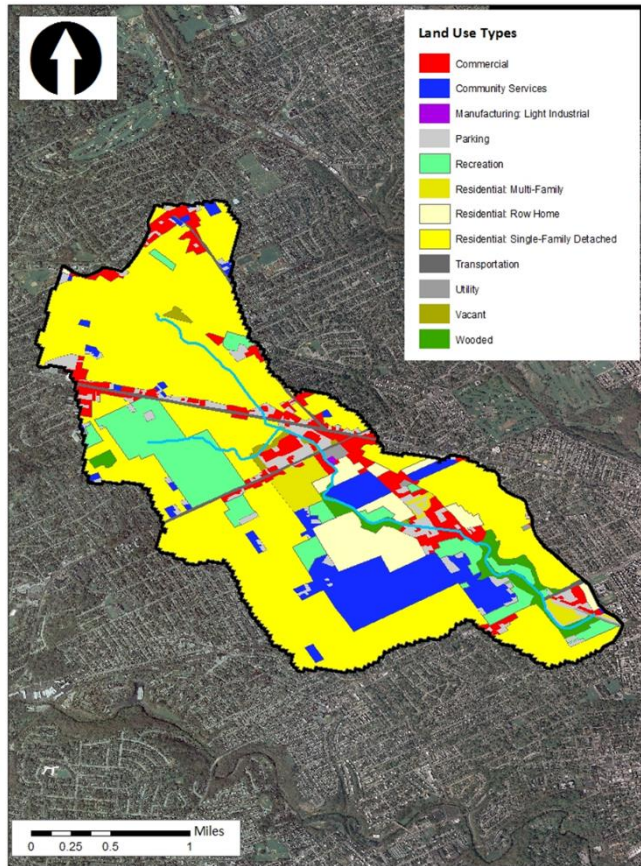 Land Use Types
Commercial
Community Services
Manufacturing: Light Industrial
Parking
Recreation
Residential: Multi-Family
Residential: Row Home
Residential: Single-Family Detached
Transportation
Utility
Vacant
Wooded
Miles
0 0.25 0.5 1